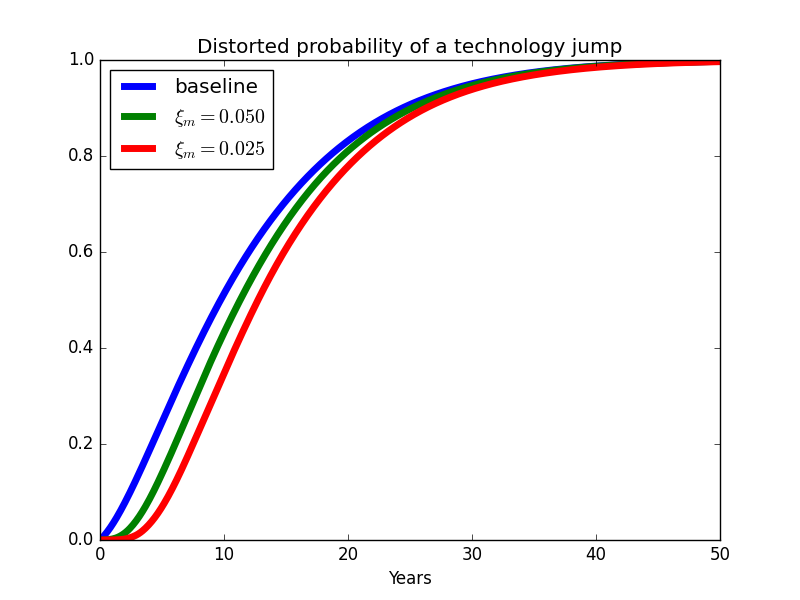 Distorted probability of a technology jump
1.0
baseline
ξₘ = 0.050
ξₘ = 0.025
0.8
0.6
0.4
0.2
0.0
0 10 20 30 40 50
Years